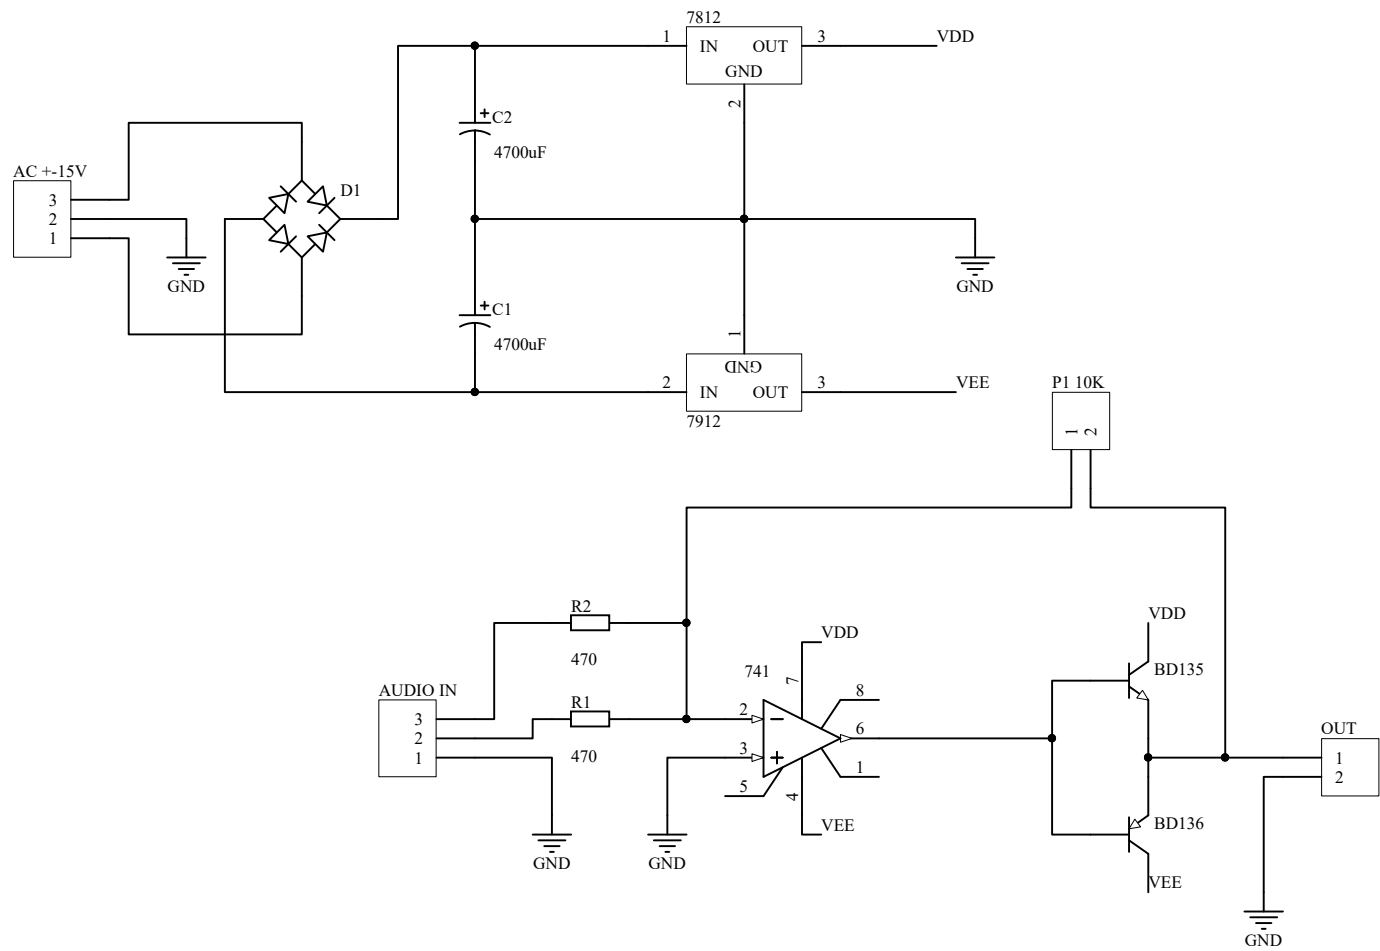 7812
1 IN OUT 3 VDD
GND
2
+ C2
4700uF
AC +-15V
3
2
1
D1
GND
GND
+ C1
4700uF
1
GND
2 IN OUT 3 VEE
7912
P1 10K
1
2
R2
470
VDD
7
741
VDD
BD135
AUDIO IN
3
2
1
R1
470
2
3
8
6
1
5
4
VEE
GND
GND
OUT
1
2
BD136
VEE
GND